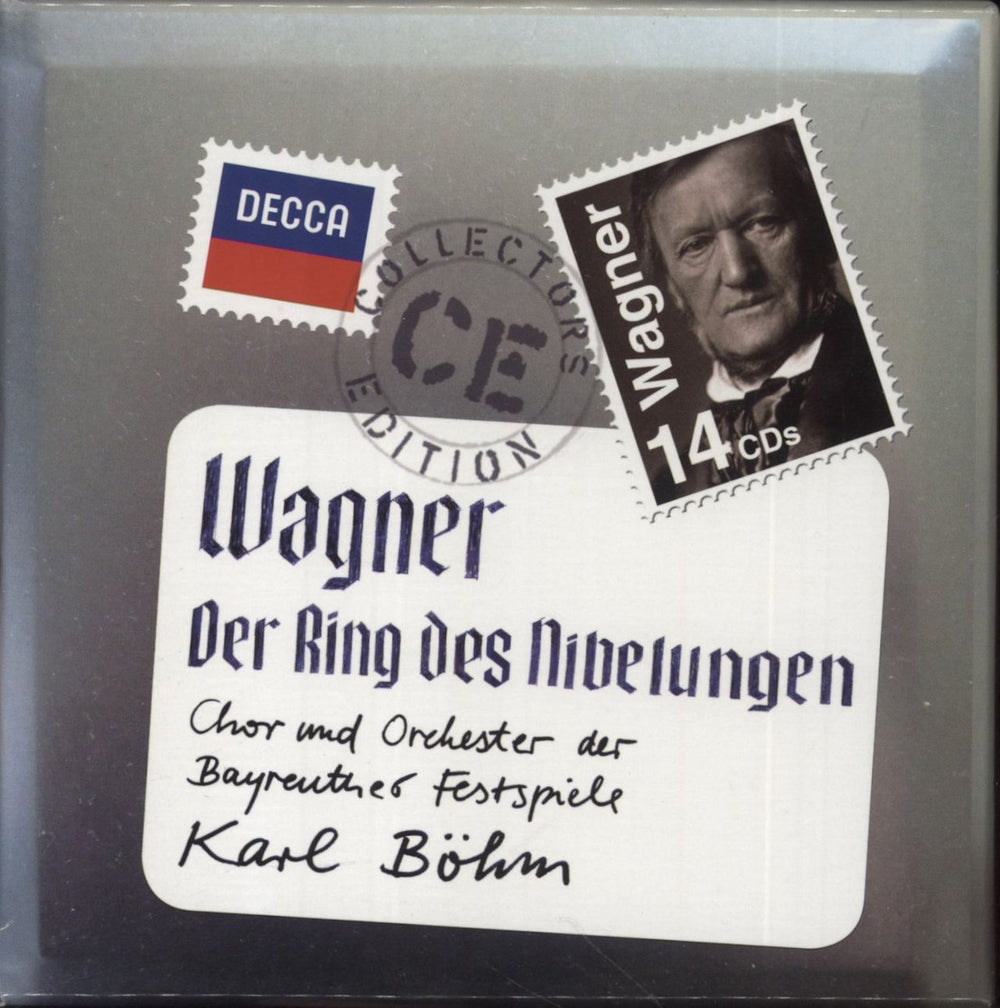 DECCA
COLLECTORS
EDITION
CE
Wagner
14 CDs
Wagner
Der Ring des Nibelungen
Chor und Orchester der
Bayreuther Festspiele
Karl Böhm